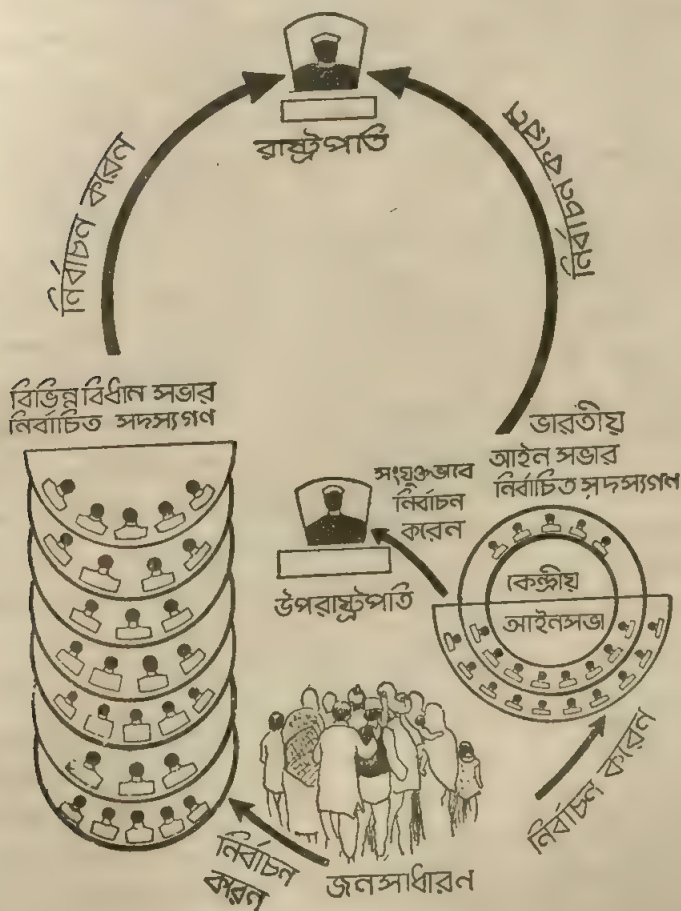 রাষ্ট্রপতি
নির্বাচন করেন
নির্বাচন করেন
বিভিন্ন বিধান সভার
নির্বাচিত সদস্যগণ
ভারতীয়
আইন সভার
নির্বাচিত সদস্যগণ
সংযুক্তভাবে
নির্বাচন
করেন
উপরাষ্ট্রপতি
কেন্দ্রীয়
আইনসভা
নির্বাচন
করেন
জনসাধারন
নির্বাচন করেন